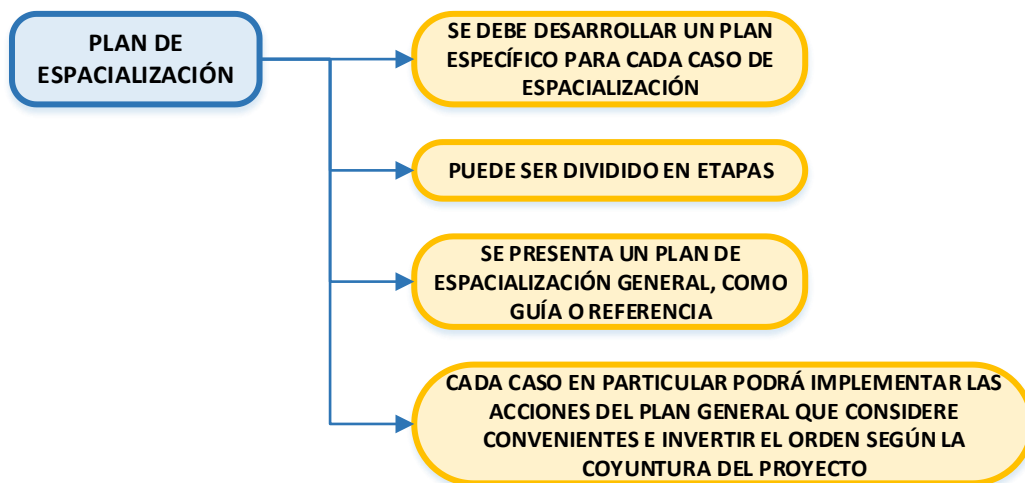 PLAN DE
ESPACIALIZACIÓN
SE DEBE DESARROLLAR UN PLAN
ESPECÍFICO PARA CADA CASO DE
ESPACIALIZACIÓN
PUEDE SER DIVIDIDO EN ETAPAS
SE PRESENTA UN PLAN DE
ESPACIALIZACIÓN GENERAL, COMO
GUÍA O REFERENCIA
CADA CASO EN PARTICULAR PODRÁ IMPLEMENTAR LAS
ACCIONES DEL PLAN GENERAL QUE CONSIDERE
CONVENIENTES E INVERTIR EL ORDEN SEGÚN LA
COYUNTURA DEL PROYECTO